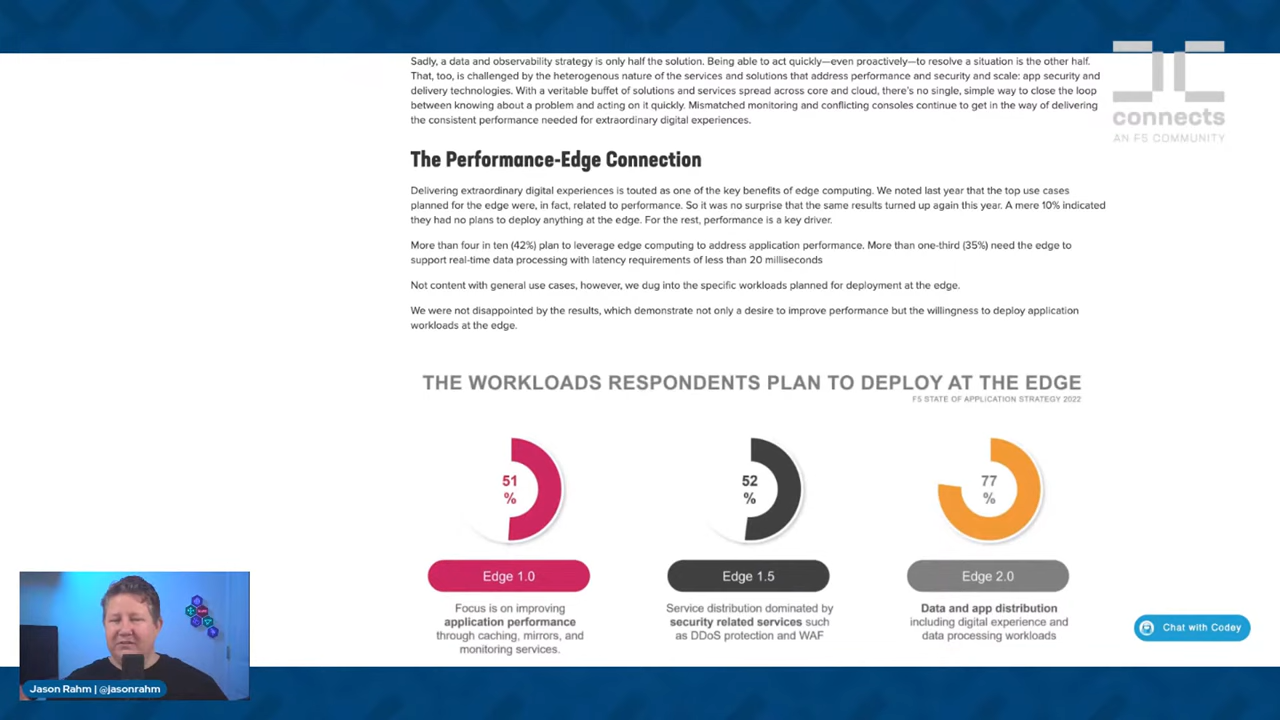 Sadly, a data and observability strategy is only half the solution. Being able to act quickly—even proactively—to resolve a situation is the other half.
That, too, is challenged by the heterogenous nature of the services and solutions that address performance and security and scale: app security and
delivery technologies. With a veritable buffet of solutions and services spread across core and cloud, there's no single, simple way to close the loop
between knowing about a problem and acting on it quickly. Mismatched monitoring and conflicting consoles continue to get in the way of delivering
the consistent performance needed for extraordinary digital experiences.
connects
AN F5 COMMUNITY
The Performance-Edge Connection
Delivering extraordinary digital experiences is touted as one of the key benefits of edge computing. We noted last year that the top use cases
planned for the edge were, in fact, related to performance. So it was no surprise that the same results turned up again this year. A mere 10% indicated
they had no plans to deploy anything at the edge. For the rest, performance is a key driver.
More than four in ten (42%) plan to leverage edge computing to address application performance. More than one-third (35%) need the edge to
support real-time data processing with latency requirements of less than 20 milliseconds
Not content with general use cases, however, we dug into the specific workloads planned for deployment at the edge.
We were not disappointed by the results, which demonstrate not only a desire to improve performance but the willingness to deploy application
workloads at the edge.
THE WORKLOADS RESPONDENTS PLAN TO DEPLOY AT THE EDGE
F5 STATE OF APPLICATION STRATEGY 2022
51
%
Edge 1.0
Focus is on improving
application performance
through caching, mirrors, and
monitoring services.
52
%
Edge 1.5
Service distribution dominated by
security related services such
as DDoS protection and WAF
77
%
Edge 2.0
Data and app distribution
including digital experience and
data processing workloads
Chat with Codey
Jason Rahm | @jasonrahm